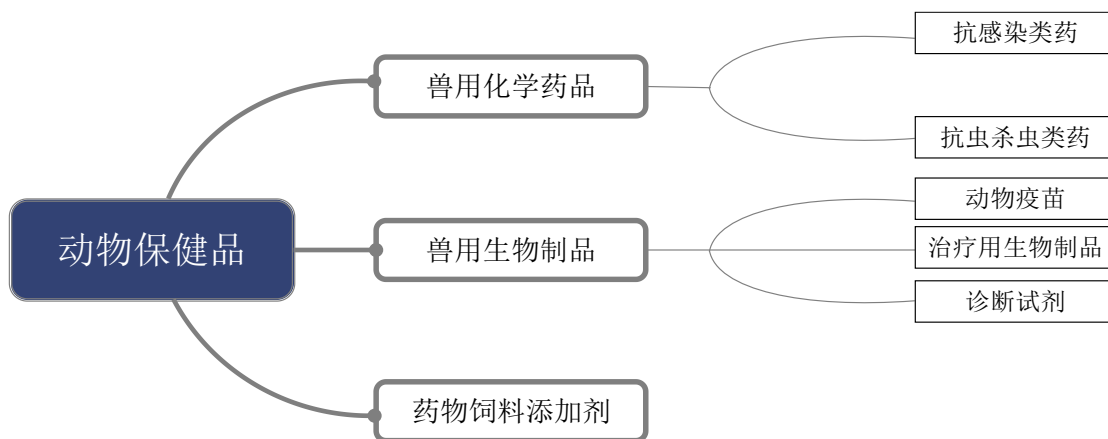 动物保健品
兽用化学药品
抗感染类药
抗虫杀虫类药
兽用生物制品
动物疫苗
治疗用生物制品
诊断试剂
药物饲料添加剂